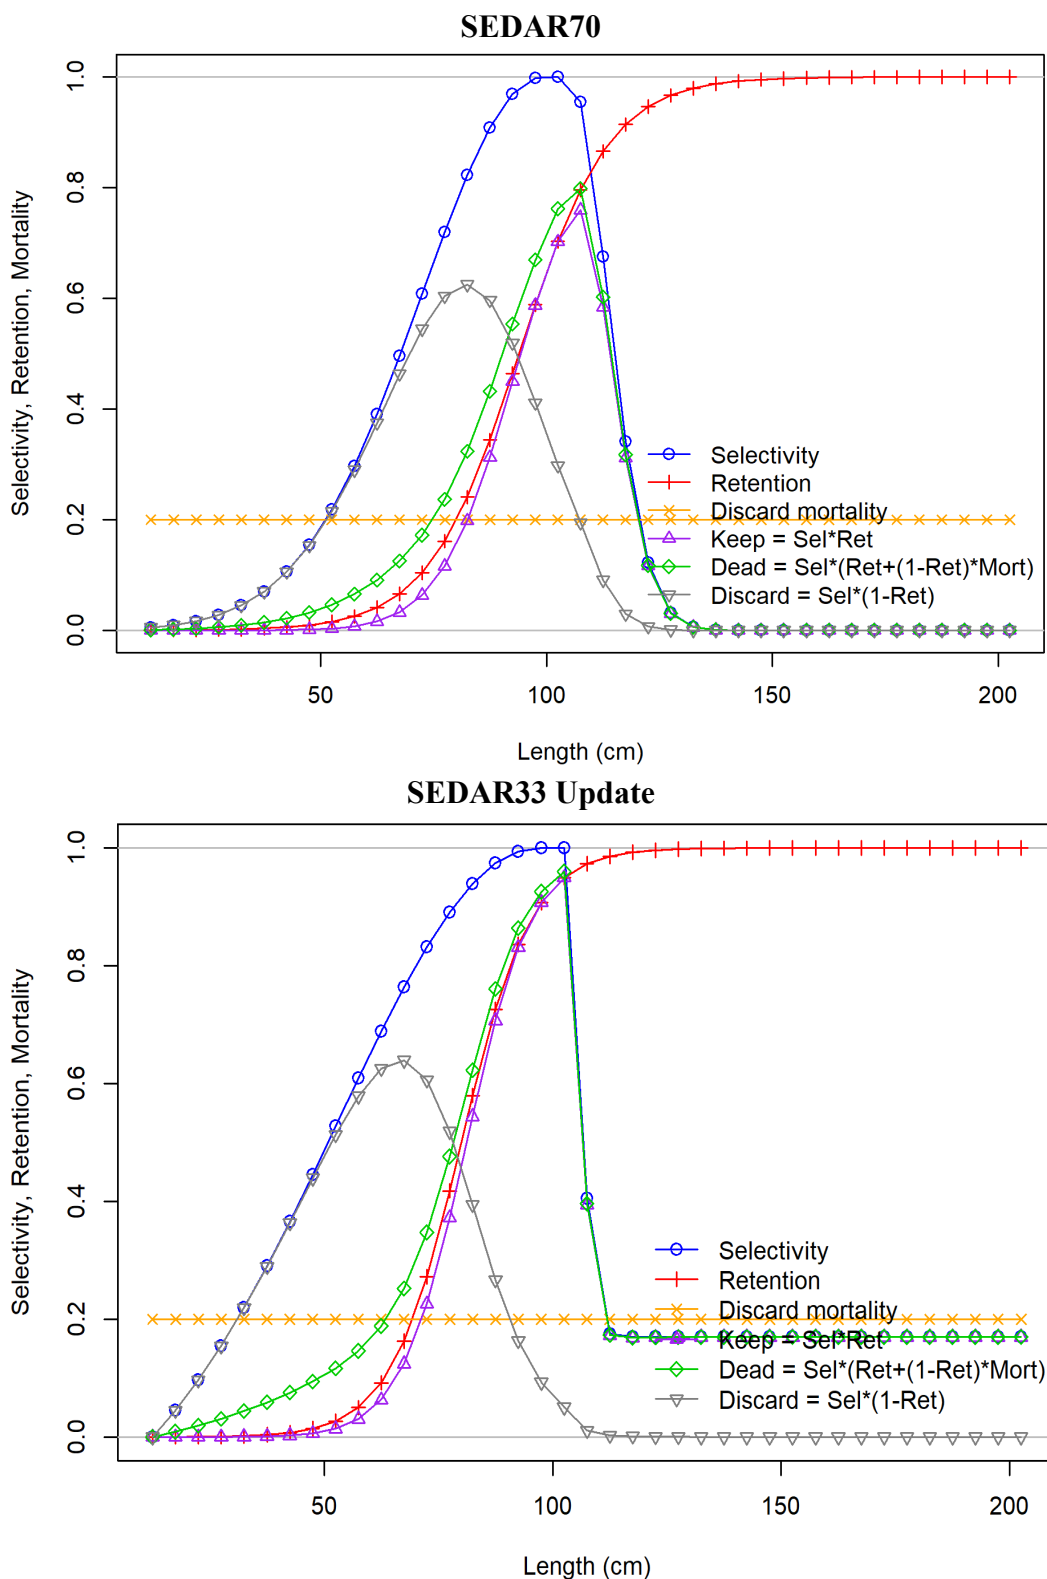 SEDAR70
Selectivity, Retention, Mortality
1.0
0.8
0.6
0.4
0.2
0.0
Selectivity
Retention
Discard mortality
Keep = Sel*Ret
Dead = Sel*(Ret+(1-Ret)*Mort)
Discard = Sel*(1-Ret)
50 100 150 200
Length (cm)
SEDAR33 Update
Selectivity, Retention, Mortality
1.0
0.8
0.6
0.4
0.2
0.0
Selectivity
Retention
Discard mortality
Keep = Sel*Ret
Dead = Sel*(Ret+(1-Ret)*Mort)
Discard = Sel*(1-Ret)
50 100 150 200
Length (cm)